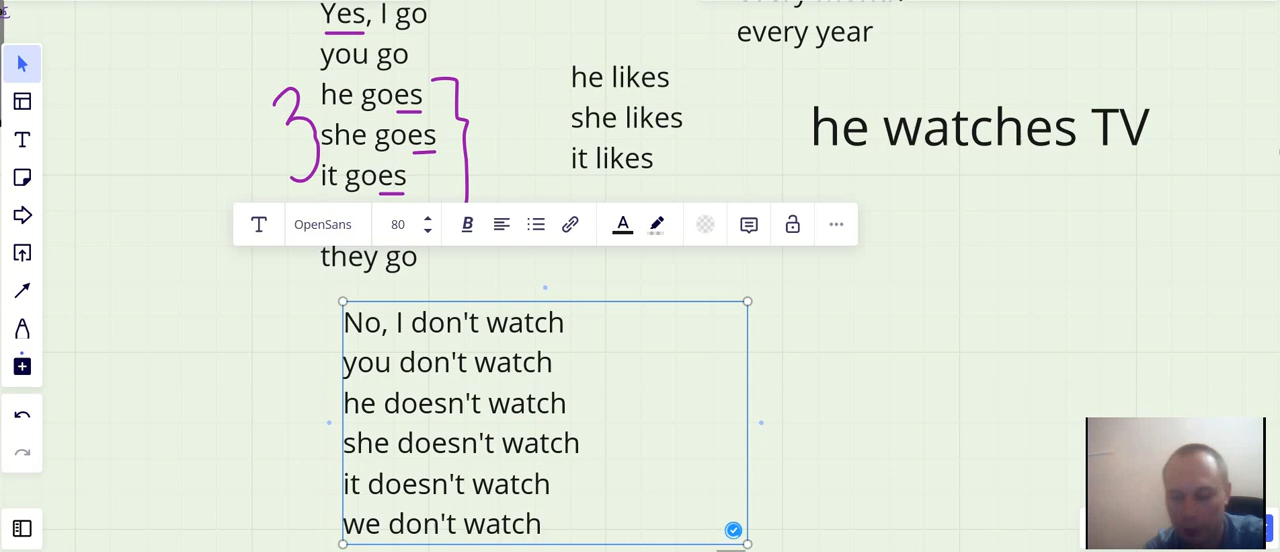 every year
Yes, I go
you go
he goes
she goes
it goes
they go
3
he likes
she likes
it likes
he watches TV
OpenSans
80
B
A
No, I don't watch
you don't watch
he doesn't watch
she doesn't watch
it doesn't watch
we don't watch